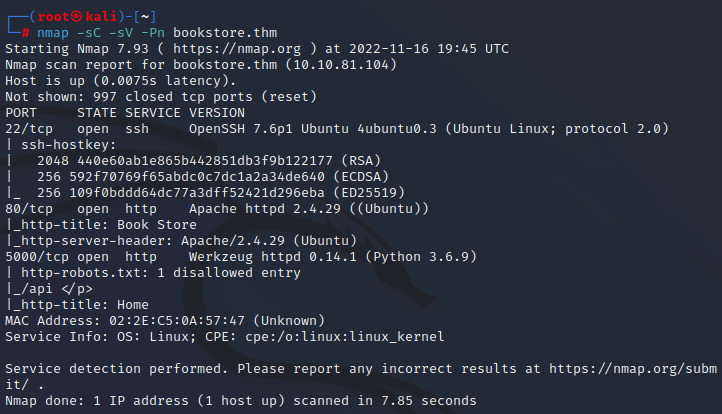 ┌──(root㉿kali)-[~]
└─# nmap -sC -sV -Pn bookstore.thm
Starting Nmap 7.93 ( https://nmap.org ) at 2022-11-16 19:45 UTC
Nmap scan report for bookstore.thm (10.10.81.104)
Host is up (0.0075s latency).
Not shown: 997 closed tcp ports (reset)
PORT     STATE SERVICE VERSION
22/tcp   open  ssh     OpenSSH 7.6p1 Ubuntu 4ubuntu0.3 (Ubuntu Linux; protocol 2.0)
| ssh-hostkey:
|   2048 440e60ab1e865b442851db3f9b122177 (RSA)
|   256 592f70769f65abdc0c7dc1a2a34de640 (ECDSA)
|_  256 109f0bddd64dc77a3dff52421d296eba (ED25519)
80/tcp   open  http    Apache httpd 2.4.29 ((Ubuntu))
|_http-title: Book Store
|_http-server-header: Apache/2.4.29 (Ubuntu)
5000/tcp open  http    Werkzeug httpd 0.14.1 (Python 3.6.9)
| http-robots.txt: 1 disallowed entry
|_/api </p>
|_http-title: Home
MAC Address: 02:2E:C5:0A:57:47 (Unknown)
Service Info: OS: Linux; CPE: cpe:/o:linux:linux_kernel

Service detection performed. Please report any incorrect results at https://nmap.org/subm
it/ .
Nmap done: 1 IP address (1 host up) scanned in 7.85 seconds